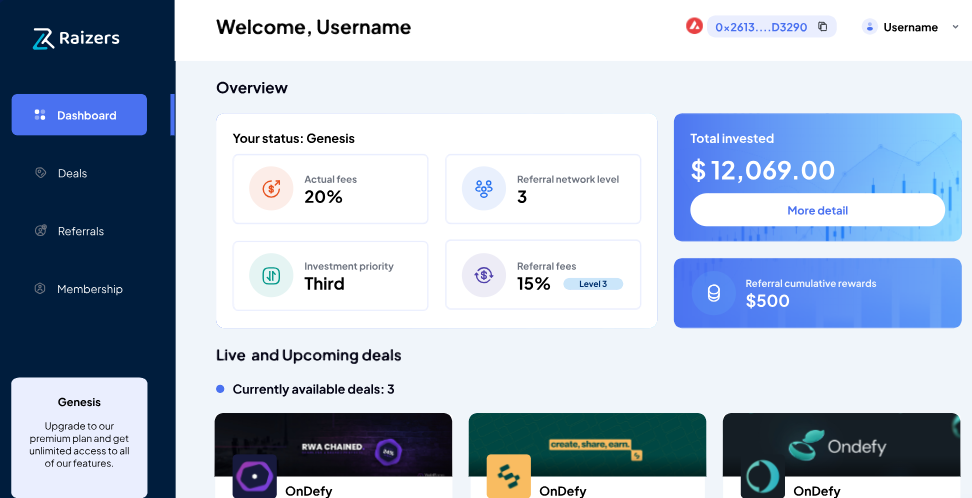 Raizers
Welcome, Username
0x2613....D3290
Username
Dashboard
Deals
Referrals
Membership
Genesis
Upgrade to our
premium plan and get
unlimited access to all
of our features.
Overview
Your status: Genesis
Actual fees
20%
Referral network level
3
Investment priority
Third
Referral fees
15%
Level 3
Total invested
$ 12,069.00
More detail
Referral cumulative rewards
$500
Live and Upcoming deals
Currently available deals: 3
RWA CHAINED
24%
OnDefy
create, share, earn.
OnDefy
Ondefy
OnDefy